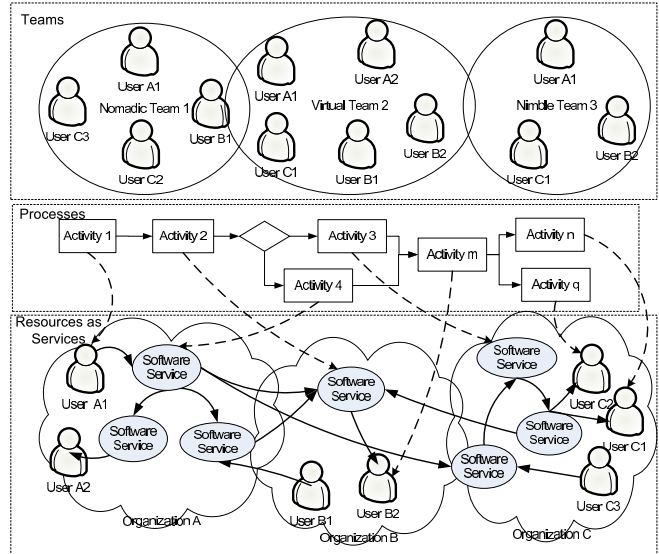 Teams
User A1
User A2
User A1
User A1
Nomadic Team 1
Virtual Team 2
Nimble Team 3
User C3
User B1
User B2
User B2
User C2
User C1
User B1
User C1
Processes
Activity 1
Activity 2
Activity 3
Activity n
Activity m
Activity 4
Activity q
Resources as
Services
Software
Service
Software
Service
Software
Service
User A1
User C2
Software
Service
Software
Service
Software
Service
User C1
Software
Service
User A2
User B1
User B2
User C3
Organization A
Organization B
Organization C